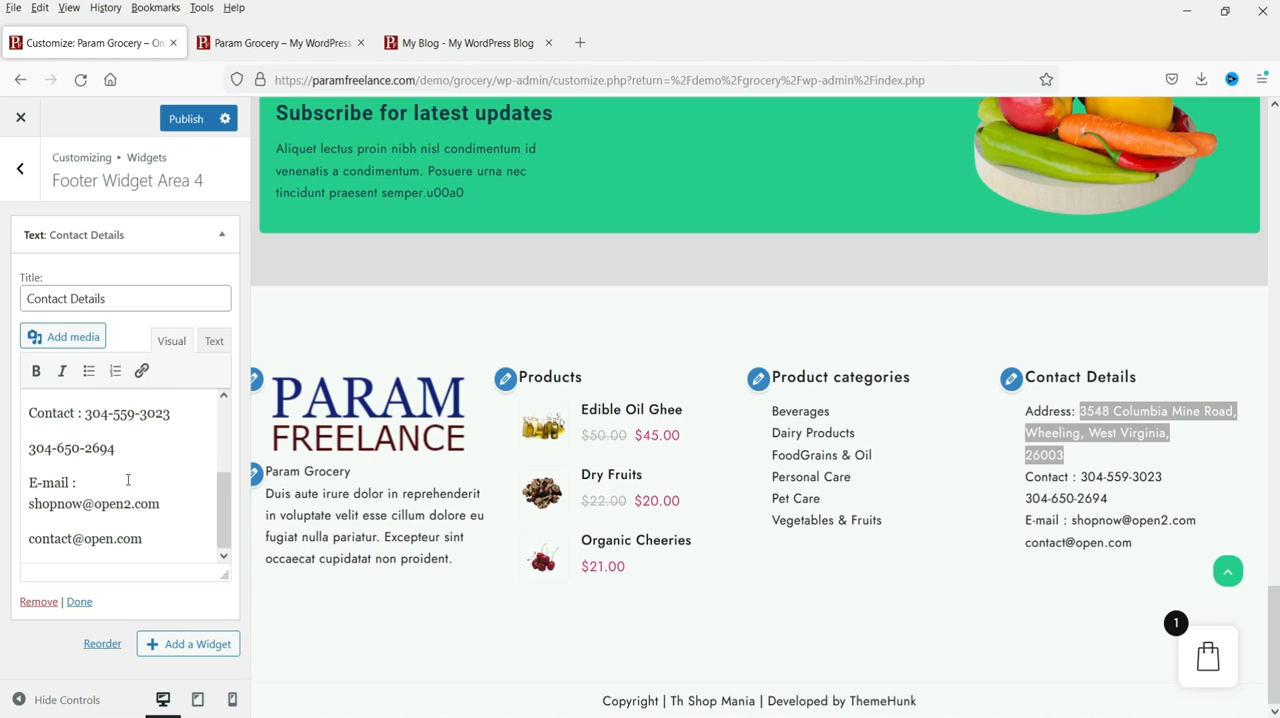 File Edit View History Bookmarks Tools Help
Customize: Param Grocery – On
Param Grocery – My WordPress
My Blog - My WordPress Blog
https://paramfreelance.com/demo/grocery/wp-admin/customize.php?return=%2Fdemo%2Fgrocery%2Fwp-admin%2Findex.php
Publish
Customizing • Widgets
Footer Widget Area 4
Text: Contact Details
Title:
Contact Details
Add media
Visual
Text
B I
Contact : 304-559-3023
304-650-2694
E-mail :
shopnow@open2.com
contact@open.com
Remove | Done
Reorder
Add a Widget
Hide Controls
Subscribe for latest updates
Aliquet lectus proin nibh nisl condimentum id
venenatis a condimentum. Posuere urna nec
tincidunt praesent semper.u00a0
PARAM
FREELANCE
Param Grocery
Duis aute irure dolor in reprehenderit
in voluptate velit esse cillum dolore eu
fugiat nulla pariatur. Excepteur sint
occaecat cupidatat non proident.
Products
Edible Oil Ghee
$50.00 $45.00
Dry Fruits
$22.00 $20.00
Organic Cheeries
$21.00
Product categories
Beverages
Dairy Products
FoodGrains & Oil
Personal Care
Pet Care
Vegetables & Fruits
Contact Details
Address: 3548 Columbia Mine Road,
Wheeling, West Virginia,
26003
Contact : 304-559-3023
304-650-2694
E-mail : shopnow@open2.com
contact@open.com
1
Copyright | Th Shop Mania | Developed by ThemeHunk